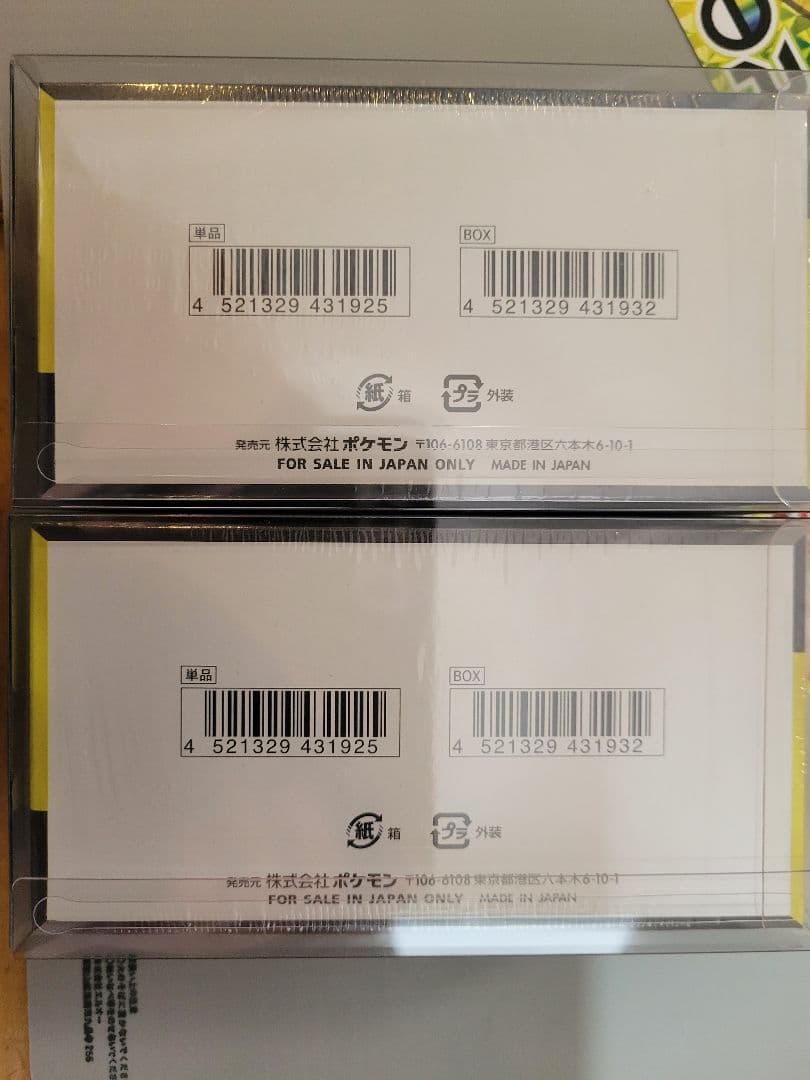 単品
BOX
4 521329 431925
4 521329 431932
紙 箱
プラ 外装
発売元 株式会社ポケモン 〒106-6108 東京都港区六本木6-10-1
FOR SALE IN JAPAN ONLY MADE IN JAPAN
単品
BOX
4 521329 431925
4 521329 431932
紙 箱
プラ 外装
発売元 株式会社ポケモン 〒106-6108 東京都港区六本木6-10-1
FOR SALE IN JAPAN ONLY MADE IN JAPAN